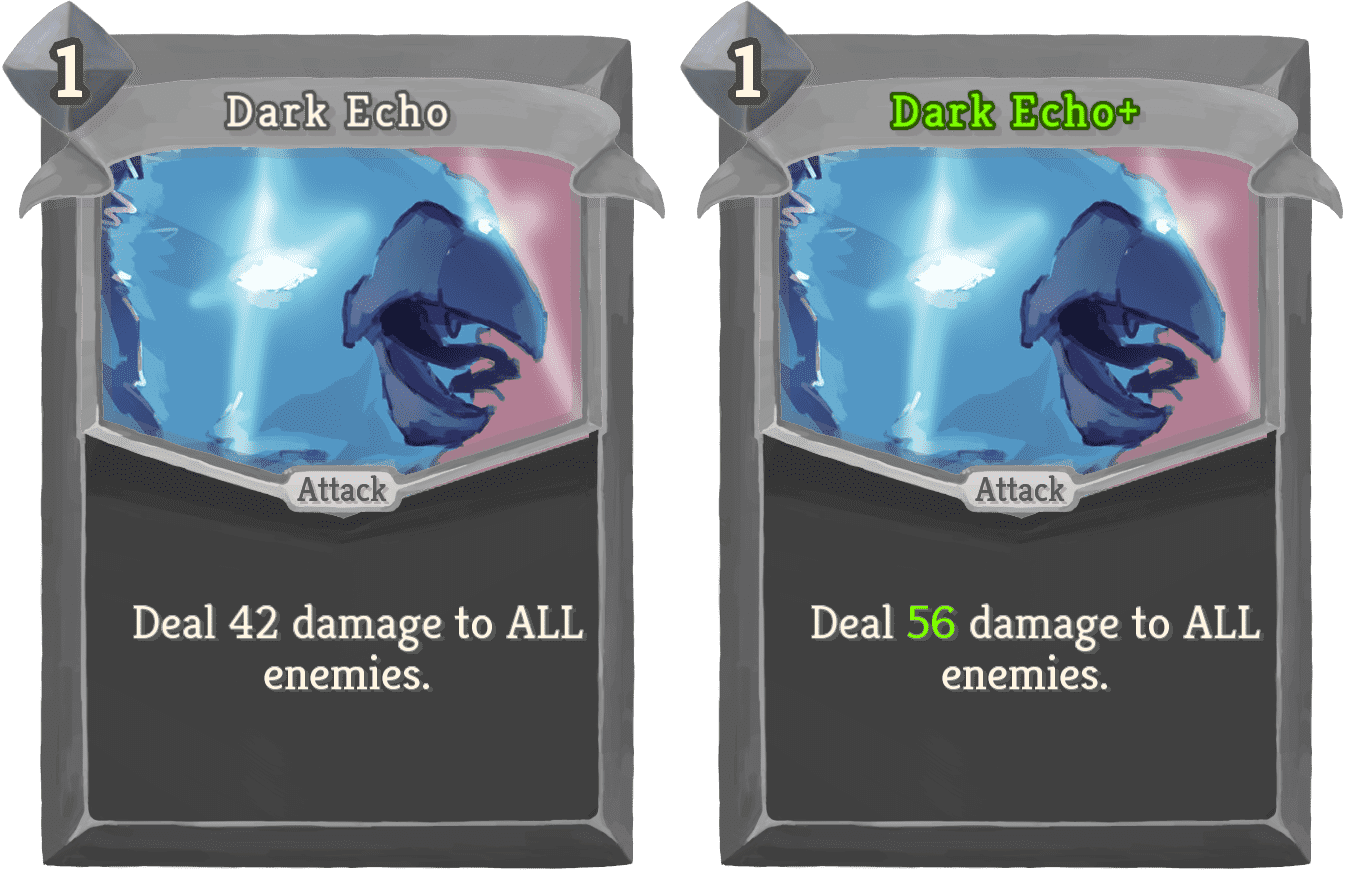 1
Dark Echo
Attack
Deal 42 damage to ALL
enemies.
1
Dark Echo+
Attack
Deal 56 damage to ALL
enemies.